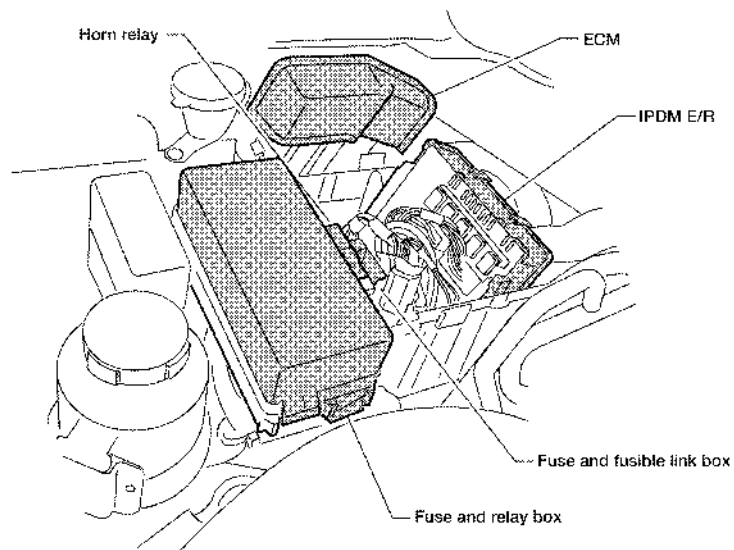 Horn relay
ECM
IPDM E/R
Fuse and fusible link box
Fuse and relay box